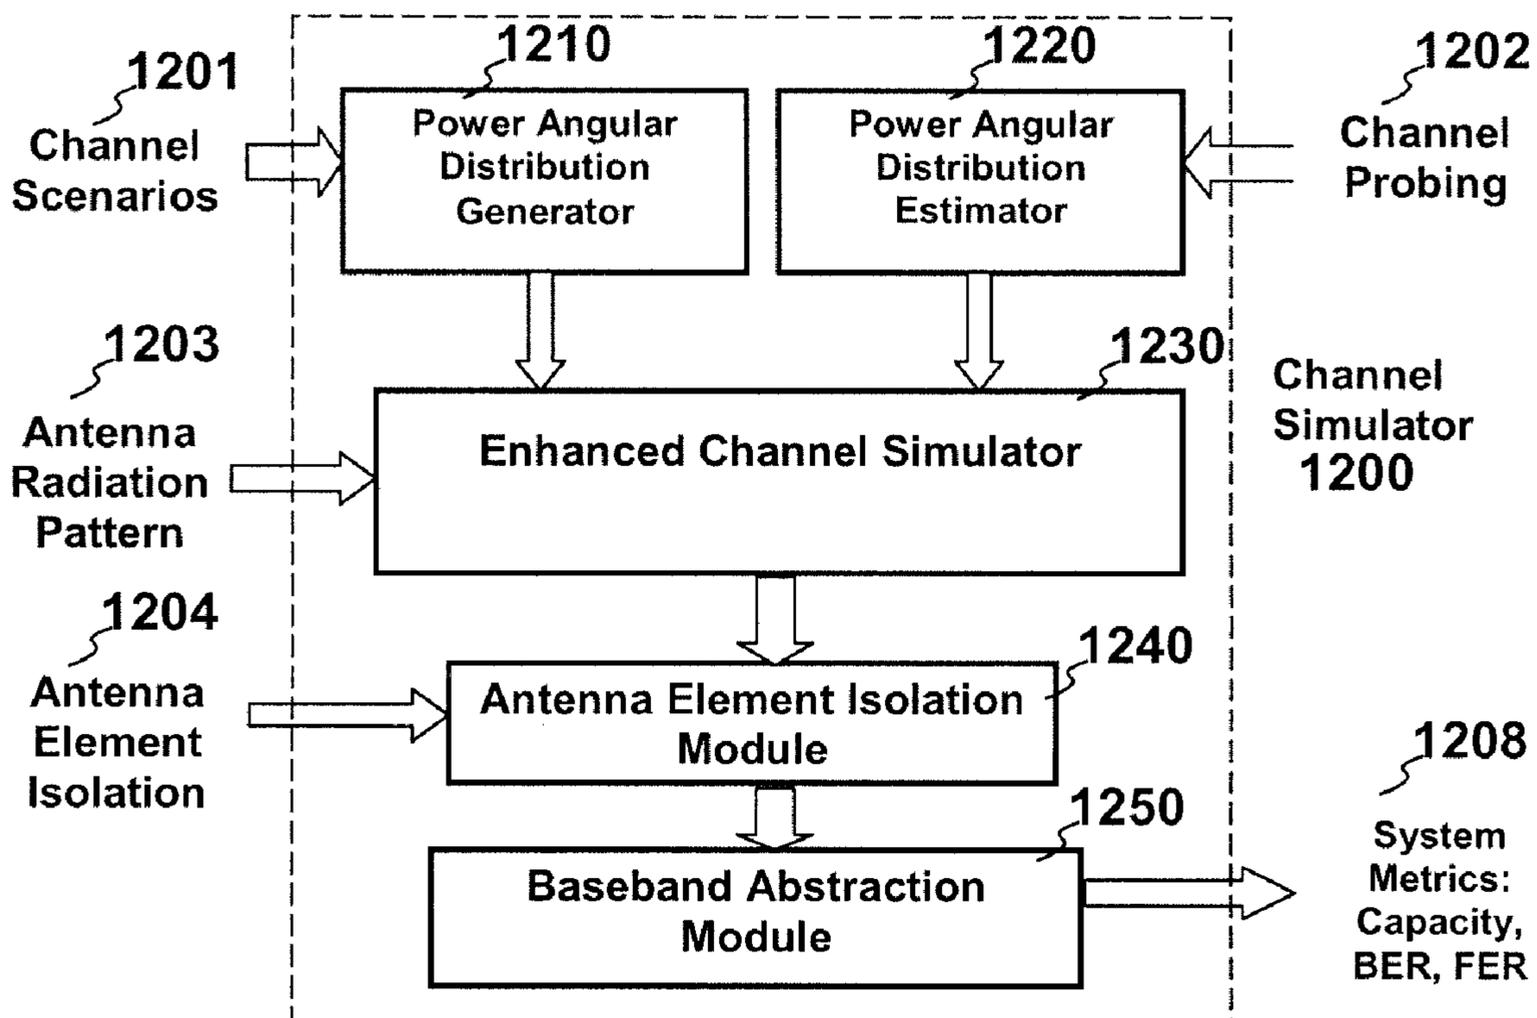 1201
Channel
Scenarios
1210
Power Angular
Distribution
Generator
1220
Power Angular
Distribution
Estimator
1202
Channel
Probing
1203
Antenna
Radiation
Pattern
1230
Enhanced Channel Simulator
Channel
Simulator
1200
1204
Antenna
Element
Isolation
1240
Antenna Element Isolation
Module
1250
Baseband Abstraction
Module
1208
System
Metrics:
Capacity,
BER, FER